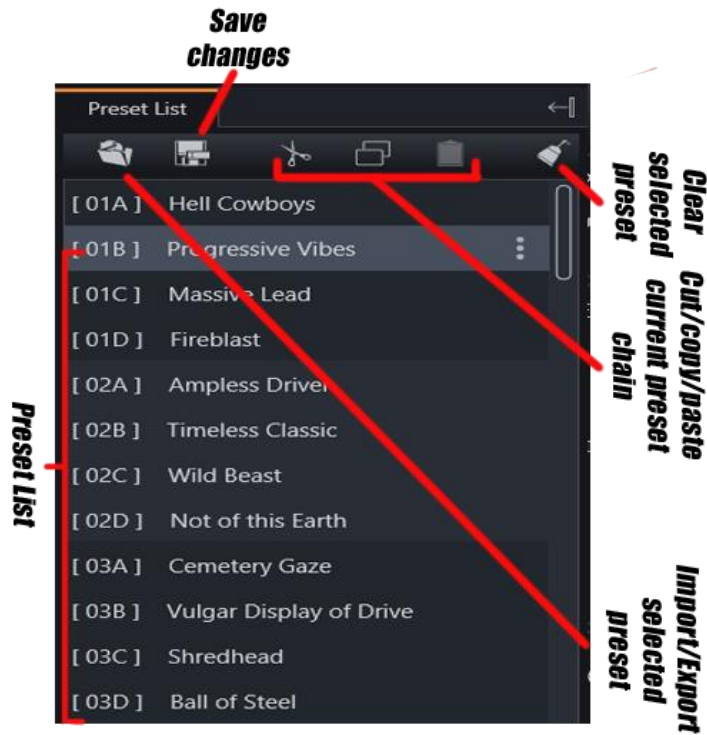 Save
changes
Preset List
[ 01A ] Hell Cowboys
[ 01B ] Progressive Vibes
[ 01C ] Massive Lead
[ 01D ] Fireblast
[ 02A ] Ampless Driver
[ 02B ] Timeless Classic
[ 02C ] Wild Beast
[ 02D ] Not of this Earth
[ 03A ] Cemetery Gaze
[ 03B ] Vulgar Display of Drive
[ 03C ] Shredhead
[ 03D ] Ball of Steel
Preset List
Clear
selected
preset
Cut/copy/paste
current preset
chain
Import/Export
selected
preset